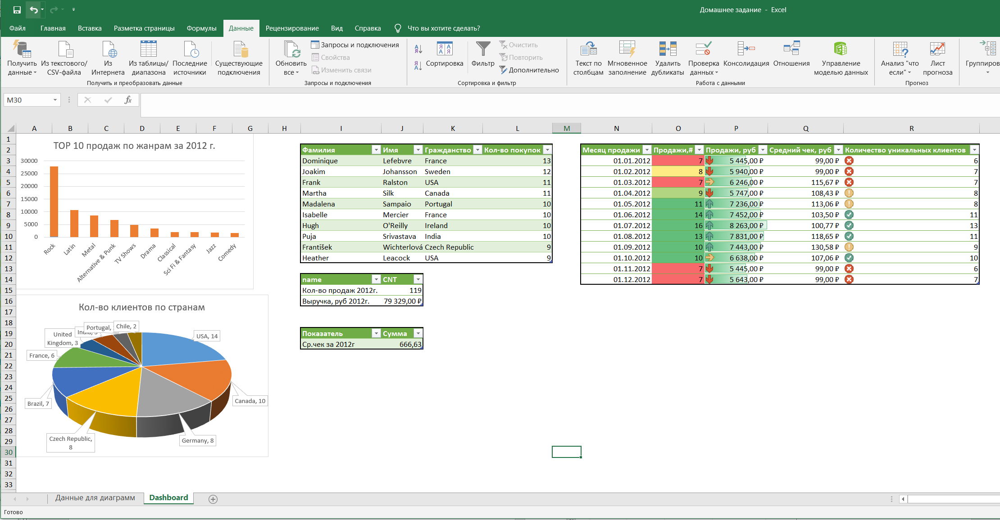 Домашнее задание - Excel
Файл Главная Вставка Разметка страницы Формулы Данные Рецензирование Вид Справка Что вы хотите сделать?
Получить данные
Из текстового/ CSV-файла
Из Интернета
Из таблицы/ диапазона
Последние источники
Существующие подключения
Получить и преобразовать данные
Обновить все
Запросы и подключения
Свойства
Изменить связи
Запросы и подключения
Сортировка
Фильтр
Очистить
Повторить
Дополнительно
Сортировка и фильтр
Текст по столбцам
Мгновенное заполнение
Удалить дубликаты
Проверка данных
Консолидация
Отношения
Управление моделью данных
Работа с данными
Анализ "что если"
Лист прогноза
Прогноз
Группиров
M30
fx
A B C D E F G H I J K L M N O P Q R
1
2
3
4
5
6
7
8
9
10
11
12
13
14
15
16
17
18
19
20
21
22
23
24
25
26
27
28
29
30
31
32
33
TOP 10 продаж по жанрам за 2012 г.
30000
25000
20000
15000
10000
5000
0
Rock
Latin
Metal
Alternative & Punk
TV Shows
Drama
Classical
Sci Fi & Fantasy
Jazz
Comedy
Кол-во клиентов по странам
Portugal,
Chile, 2
USA, 14
United Kingdom, 3
France, 6
Brazil, 7
Canada, 10
Czech Republic, 8
Germany, 8
Фамилия Имя Гражданство Кол-во покупок
Dominique Lefebvre France 13
Joakim Johansson Sweden 12
Frank Ralston USA 11
Martha Silk Canada 11
Madalena Sampaio Portugal 10
Isabelle Mercier France 10
Hugh O'Reilly Ireland 10
Puja Srivastava India 10
František Wichterlová Czech Republic 9
Heather Leacock USA 9
name CNT
Кол-во продаж 2012г. 119
Выручка, руб 2012г. 79 329,00 ₽
Показатель Сумма
Ср.чек за 2012г 666,63
Месяц продажи Продажи,# Продажи, руб Средний чек, руб Количество уникальных клиентов
01.01.2012 7 5 445,00 ₽ 99,00 ₽ 6
01.02.2012 8 5 940,00 ₽ 99,00 ₽ 7
01.03.2012 7 6 246,00 ₽ 115,67 ₽ 7
01.04.2012 9 5 747,00 ₽ 108,43 ₽ 8
01.05.2012 11 7 236,00 ₽ 113,06 ₽ 8
01.06.2012 14 7 452,00 ₽ 103,50 ₽ 11
01.07.2012 16 8 263,00 ₽ 100,77 ₽ 13
01.08.2012 13 7 831,00 ₽ 118,65 ₽ 11
01.09.2012 10 7 443,00 ₽ 130,58 ₽ 9
01.10.2012 10 6 638,00 ₽ 107,06 ₽ 10
01.11.2012 7 5 445,00 ₽ 99,00 ₽ 6
01.12.2012 7 5 643,00 ₽ 99,00 ₽ 7
Данные для диаграмм Dashboard
Готово